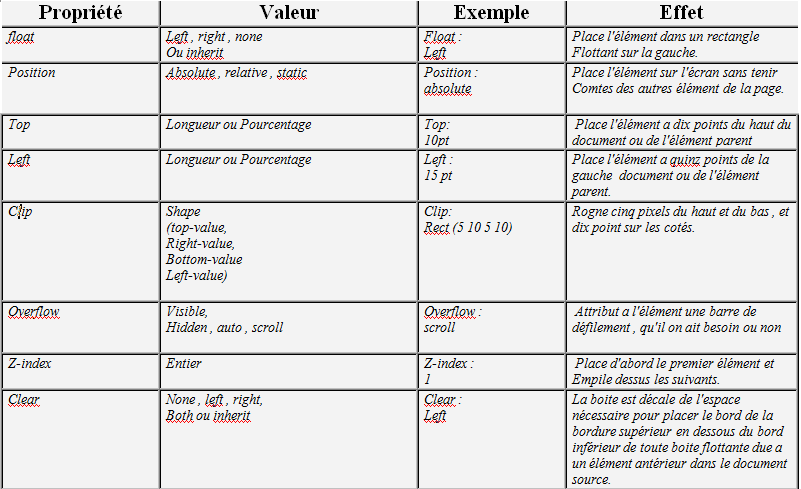 Propriété Valeur Exemple Effet
float Left , right , none Float : Place l'élément dans un rectangle
Ou inherit Left Flottant sur la gauche.
Position Absolute , relative , static Position : Place l'élément sur l'écran sans tenir
absolute Comtes des autres élément de la page.
Top Longueur ou Pourcentage Top: Place l'élément a dix points du haut du
10pt document ou de l'élément parent
Left Longueur ou Pourcentage Left : Place l'élément a quinz points de la
15 pt gauche document ou de l'élément
parent.
Clip Shape Clip: Rogne cinq pixels du haut et du bas , et
(top-value, Rect (5 10 5 10) dix point sur les cotés.
Right-value,
Bottom-value
Left-value)
Overflow Visible, Overflow : Attribut a l'élément une barre de
Hidden , auto , scroll scroll défilement , qu'il on ait besoin ou non
Z-index Entier Z-index : Place d'abord le premier élément et
1 Empile dessus les suivants.
Clear None , left , right, Clear : La boite est décale de l'espace
Both ou inherit Left nécessaire pour placer le bord de la
bordure supérieur en dessous du bord
inférieur de toute boite flottante due a
un élément antérieur dans le document
source.